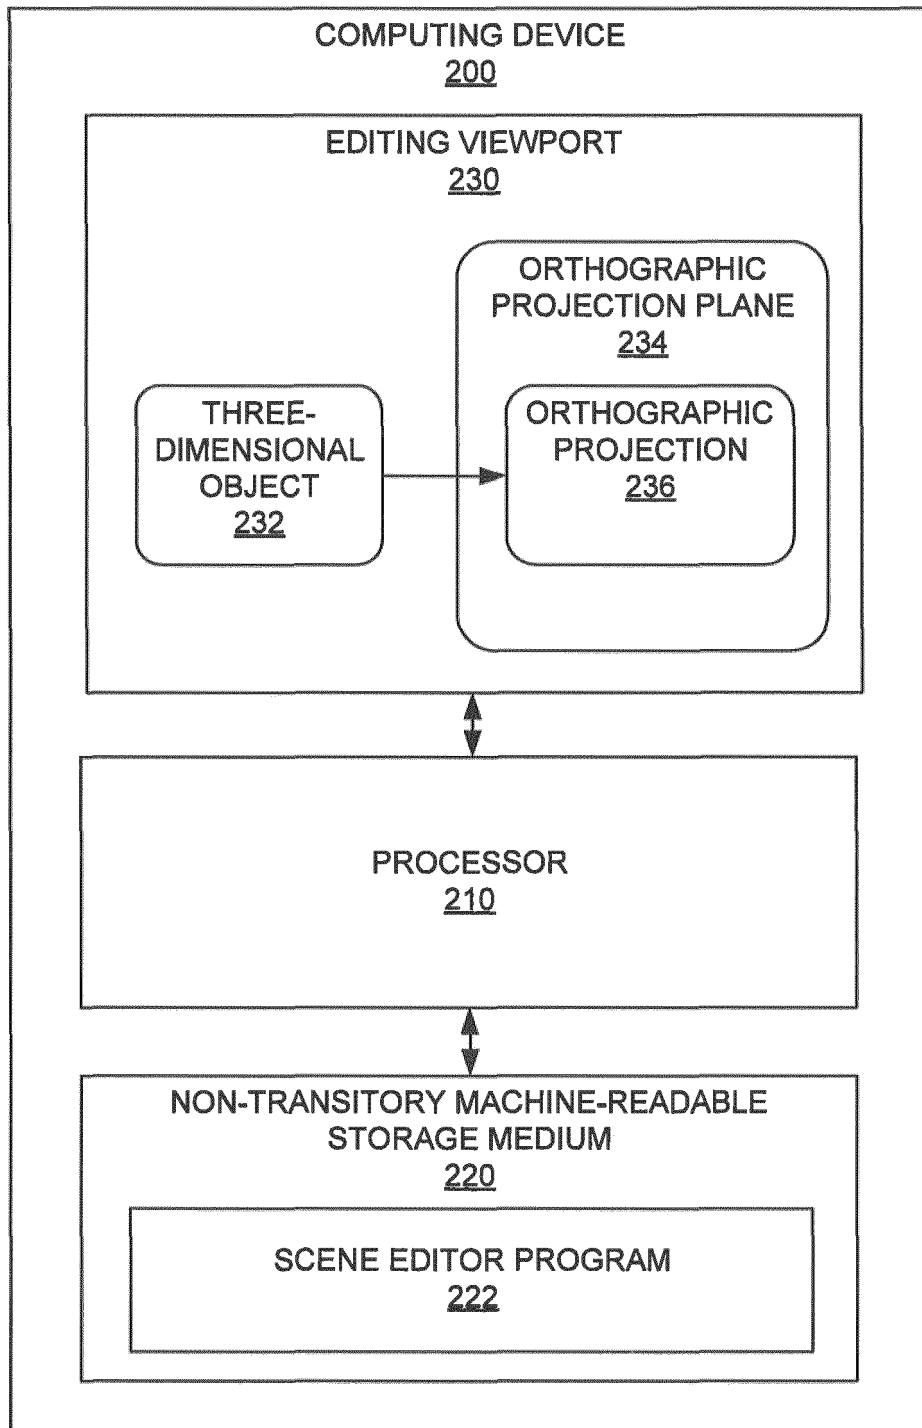 COMPUTING DEVICE
200
EDITING VIEWPORT
230
ORTHOGRAPHIC
PROJECTION PLANE
234
THREE-
DIMENSIONAL
OBJECT
232
ORTHOGRAPHIC
PROJECTION
236
PROCESSOR
210
NON-TRANSITORY MACHINE-READABLE
STORAGE MEDIUM
220
SCENE EDITOR PROGRAM
222